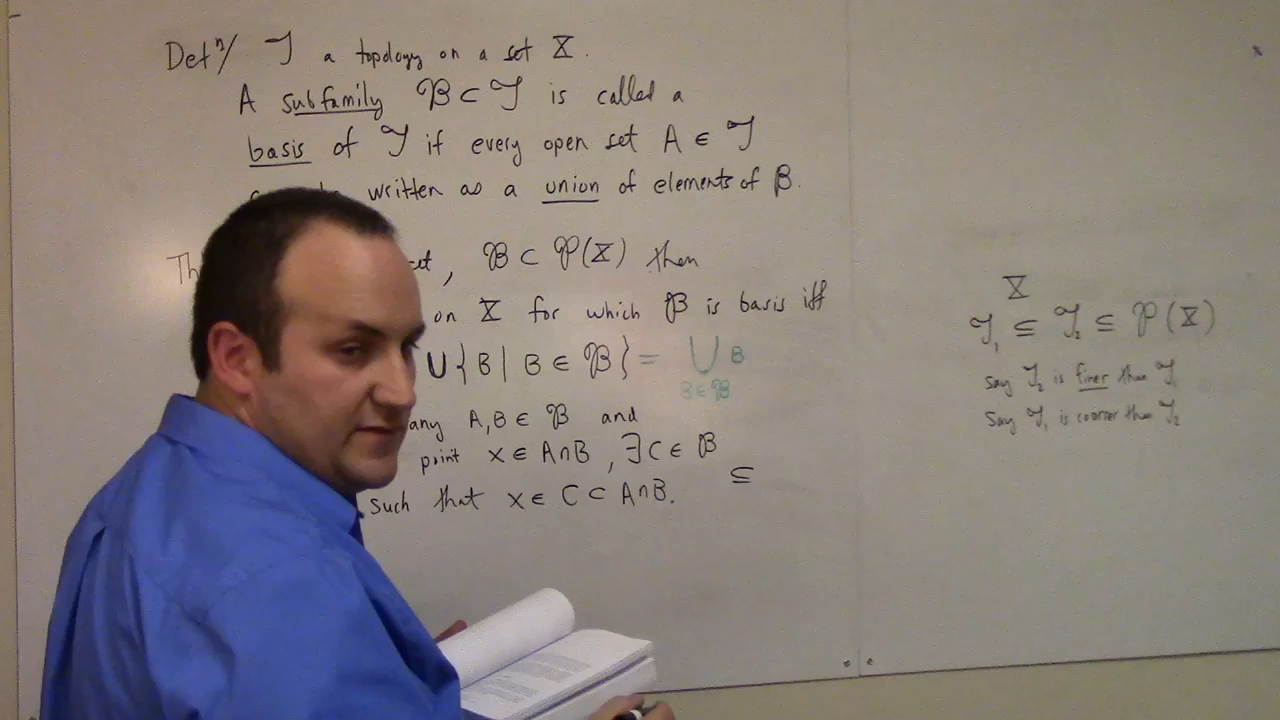 Defⁿ/ 𝒯 a topology on a set X.
A subfamily ℬ ⊂ 𝒯 is called a
basis of 𝒯 if every open set A ∈ 𝒯
written as a union of elements of ℬ.
Th , ℬ ⊂ 𝒫(X) then
on X for which ℬ is basis iff
∪{B | B ∈ ℬ} = ⋃ B
B ∈ ℬ
any A,B ∈ ℬ and
point x ∈ A∩B, ∃C ∈ ℬ
such that x ∈ C ⊂ A∩B.
⊆
X
𝒯₁ ⊆ 𝒯₂ ⊆ 𝒫(X)
say 𝒯₂ is finer than 𝒯₁
say 𝒯₁ is coarser than 𝒯₂